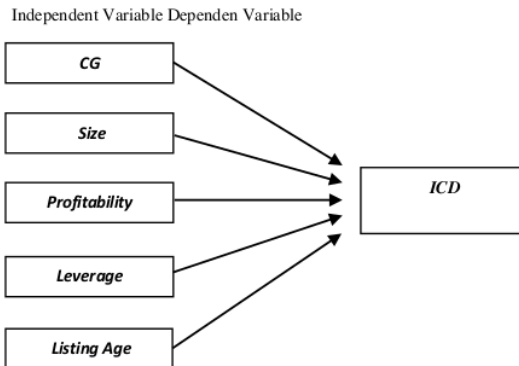 Independent Variable Dependen Variable
CG
Size
Profitability
Leverage
Listing Age
ICD